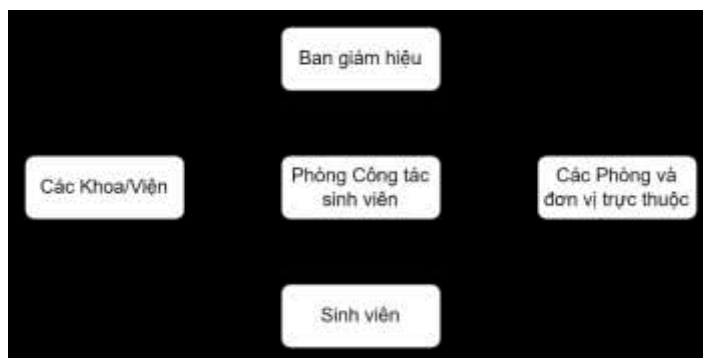 Ban giám hiệu
Các Khoa/Viện
Phòng Công tác
sinh viên
Các Phòng và
đơn vị trực thuộc
Sinh viên